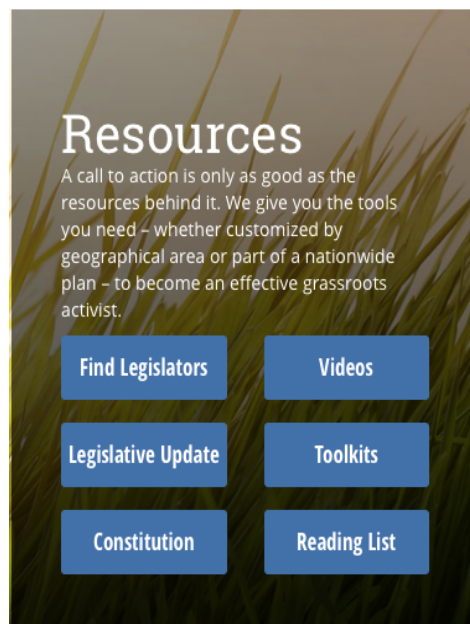 Resources
A call to action is only as good as the
resources behind it. We give you the tools
you need – whether customized by
geographical area or part of a nationwide
plan – to become an effective grassroots
activist.
Find Legislators
Videos
Legislative Update
Toolkits
Constitution
Reading List